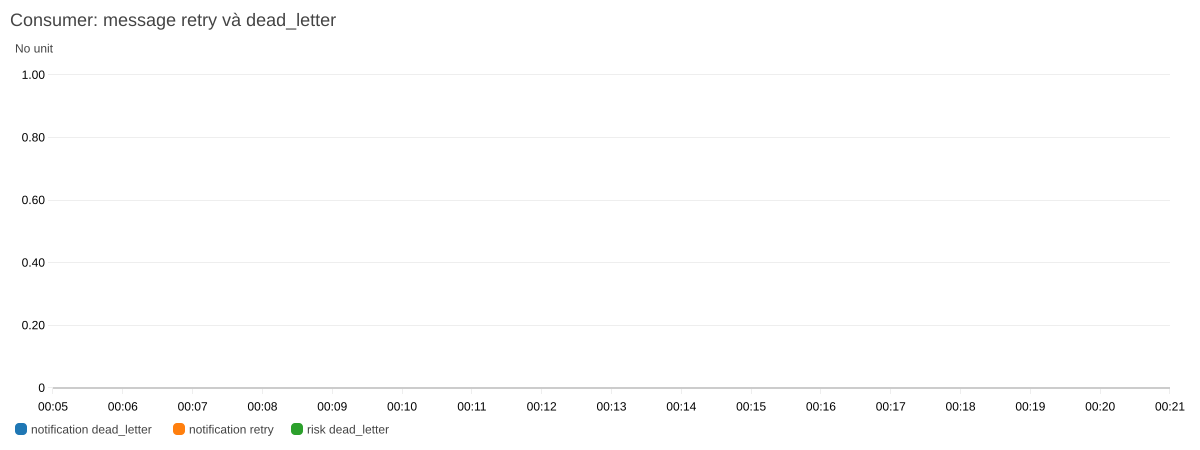 Consumer: message retry và dead_letter
No unit
1.00
0.80
0.60
0.40
0.20
0
00:05 00:06 00:07 00:08 00:09 00:10 00:11 00:12 00:13 00:14 00:15 00:16 00:17 00:18 00:19 00:20 00:21
notification dead_letter notification retry risk dead_letter